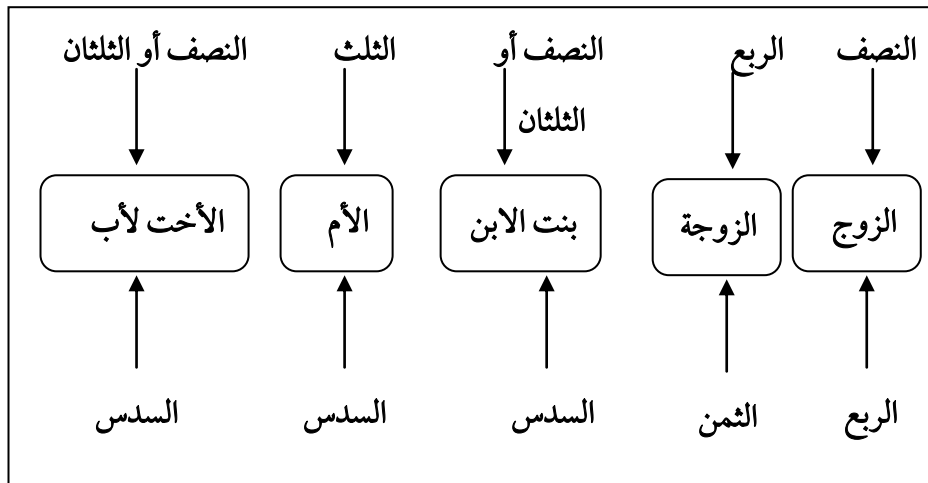 النصف الربع النصف أو الثلث النصف أو الثلثان
الثلثان
الزوج الزوجة بنت الابن الأم الأخت لأب
الربع الثمن السدس السدس السدس